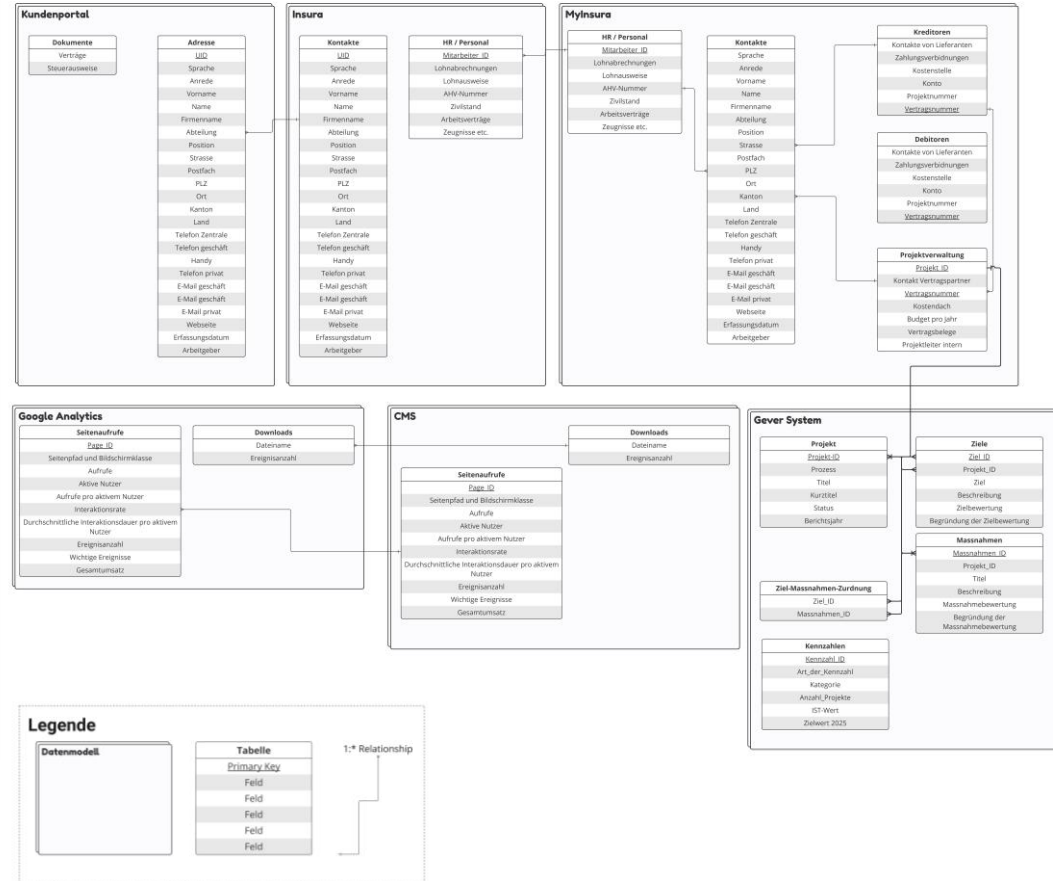 Kundenportal
Dokumente
Verträge
Steuerausweise
Adresse
UID
Sprache
Anrede
Vorname
Name
Firmenname
Abteilung
Position
Strasse
Postfach
PLZ
Ort
Kanton
Land
Telefon Zentrale
Telefon geschäft
Handy
Telefon privat
E-Mail geschäft
E-Mail geschäft
E-Mail privat
Webseite
Erfassungsdatum
Arbeitgeber
Insura
Kontakte
UID
Sprache
Anrede
Vorname
Name
Firmenname
Abteilung
Position
Strasse
Postfach
PLZ
Ort
Kanton
Land
Telefon Zentrale
Telefon geschäft
Handy
Telefon privat
E-Mail geschäft
E-Mail geschäft
E-Mail privat
Webseite
Erfassungsdatum
Arbeitgeber
HR / Personal
Mitarbeiter_ID
Lohnabrechnungen
Lohnausweise
AHV-Nummer
Zivilstand
Arbeitsverträge
Zeugnisse etc.
MyInsura
HR / Personal
Mitarbeiter_ID
Lohnabrechnungen
Lohnausweise
AHV-Nummer
Zivilstand
Arbeitsverträge
Zeugnisse etc.
Kontakte
Sprache
Anrede
Vorname
Name
Firmenname
Abteilung
Position
Strasse
Postfach
PLZ
Ort
Kanton
Land
Telefon Zentrale
Telefon geschäft
Handy
Telefon privat
E-Mail geschäft
E-Mail geschäft
E-Mail privat
Webseite
Erfassungsdatum
Arbeitgeber
Kreditoren
Kontakte von Lieferanten
Zahlungsverbidnungen
Kostenstelle
Konto
Projektnummer
Vertragsnummer
Debitoren
Kontakte von Lieferanten
Zahlungsverbidnungen
Kostenstelle
Konto
Projektnummer
Vertragsnummer
Projektverwaltung
Projekt_ID
Kontakt Vertragspartner
Vertragsnummer
Kostendach
Budget pro Jahr
Vertragsbelege
Projektleiter intern
Google Analytics
Seitenaufrufe
Page_ID
Seitenpfad und Bildschirmklasse
Aufrufe
Aktive Nutzer
Aufrufe pro aktivem Nutzer
Interaktionsrate
Durchschnittliche Interaktionsdauer pro aktivem
Nutzer
Ereignisanzahl
Wichtige Ereignisse
Gesamtumsatz
Downloads
Dateiname
Ereignisanzahl
CMS
Seitenaufrufe
Page_ID
Seitenpfad und Bildschirmklasse
Aufrufe
Aktive Nutzer
Aufrufe pro aktivem Nutzer
Interaktionsrate
Durchschnittliche Interaktionsdauer pro aktivem
Nutzer
Ereignisanzahl
Wichtige Ereignisse
Gesamtumsatz
Downloads
Dateiname
Ereignisanzahl
Gever System
Projekt
Projekt-ID
Prozess
Titel
Kurztitel
Status
Berichtsjahr
Ziele
Ziel_ID
Projekt_ID
Ziel
Beschreibung
Zielbewertung
Begründung der Zielbewertung
Massnahmen
Massnahmen_ID
Projekt_ID
Titel
Beschreibung
Massnahmebewertung
Begründung der
Massnahmebewertung
Ziel-Massnahmen-Zurdnung
Ziel_ID
Massnahmen_ID
Kennzahlen
Kennzahl_ID
Art_der_Kennzahl
Kategorie
Anzahl_Projekte
IST-Wert
Zielwert 2025
Legende
Datenmodell
Tabelle
Primary Key
Feld
Feld
Feld
Feld
Feld
1:* Relationship